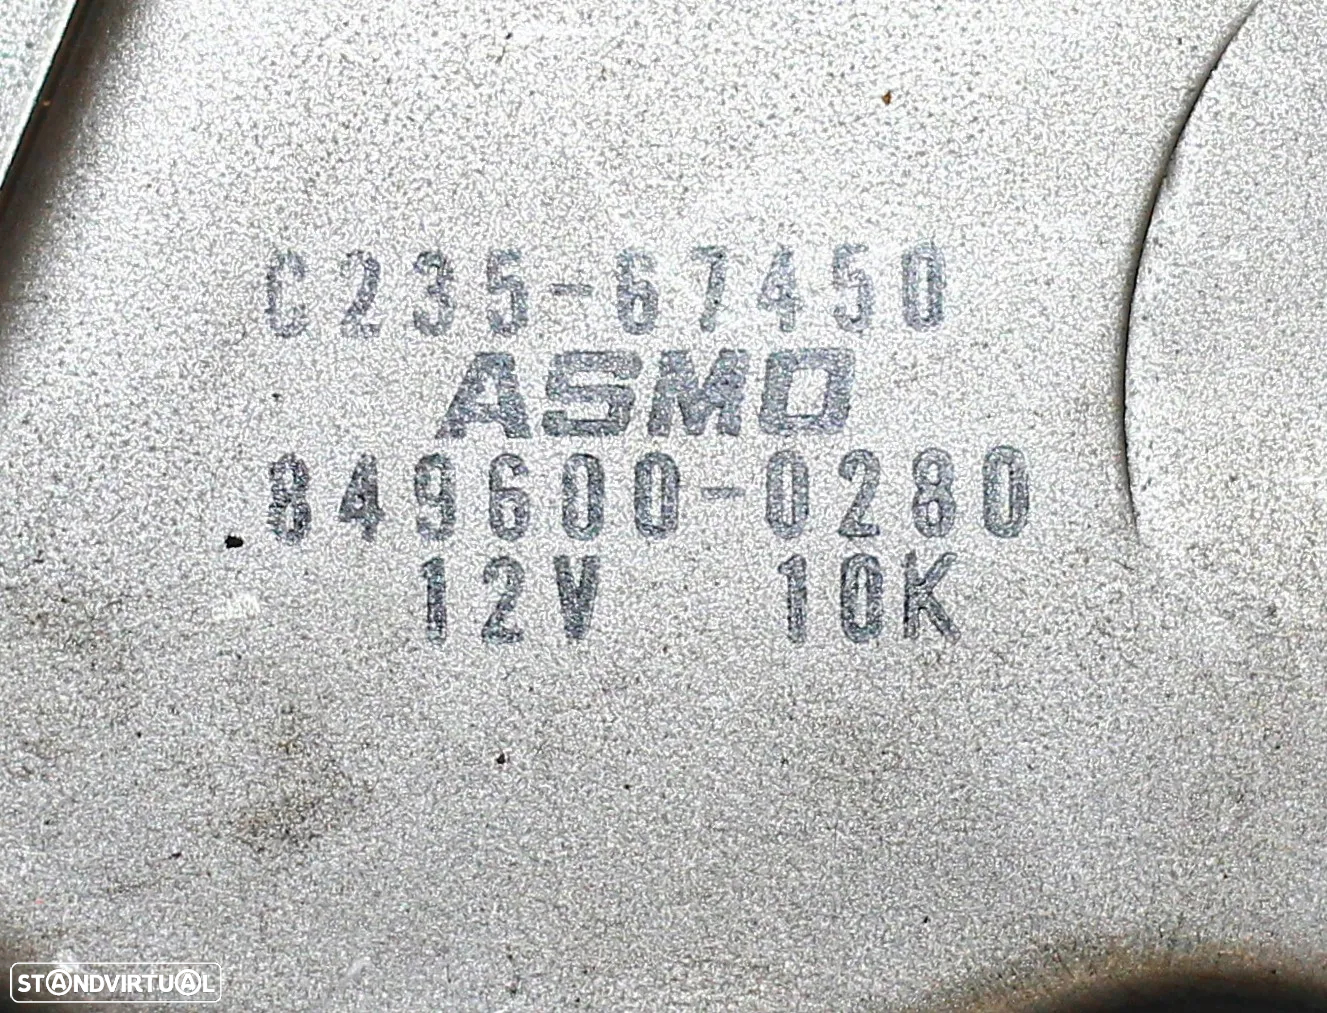 C235-67450
ASMO
849600-0280
12V 10K
STANDVIRTUAL